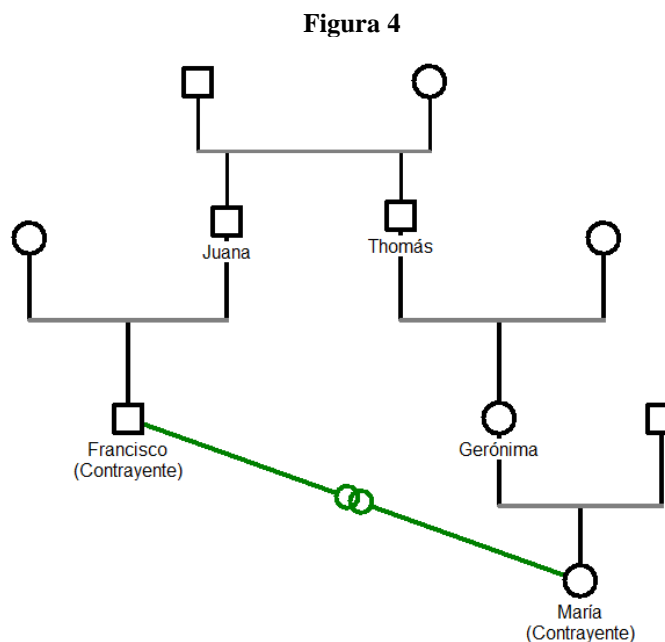 Figura 4
Juana
Thomás
Francisco
(Contrayente)
Gerónima
María
(Contrayente)